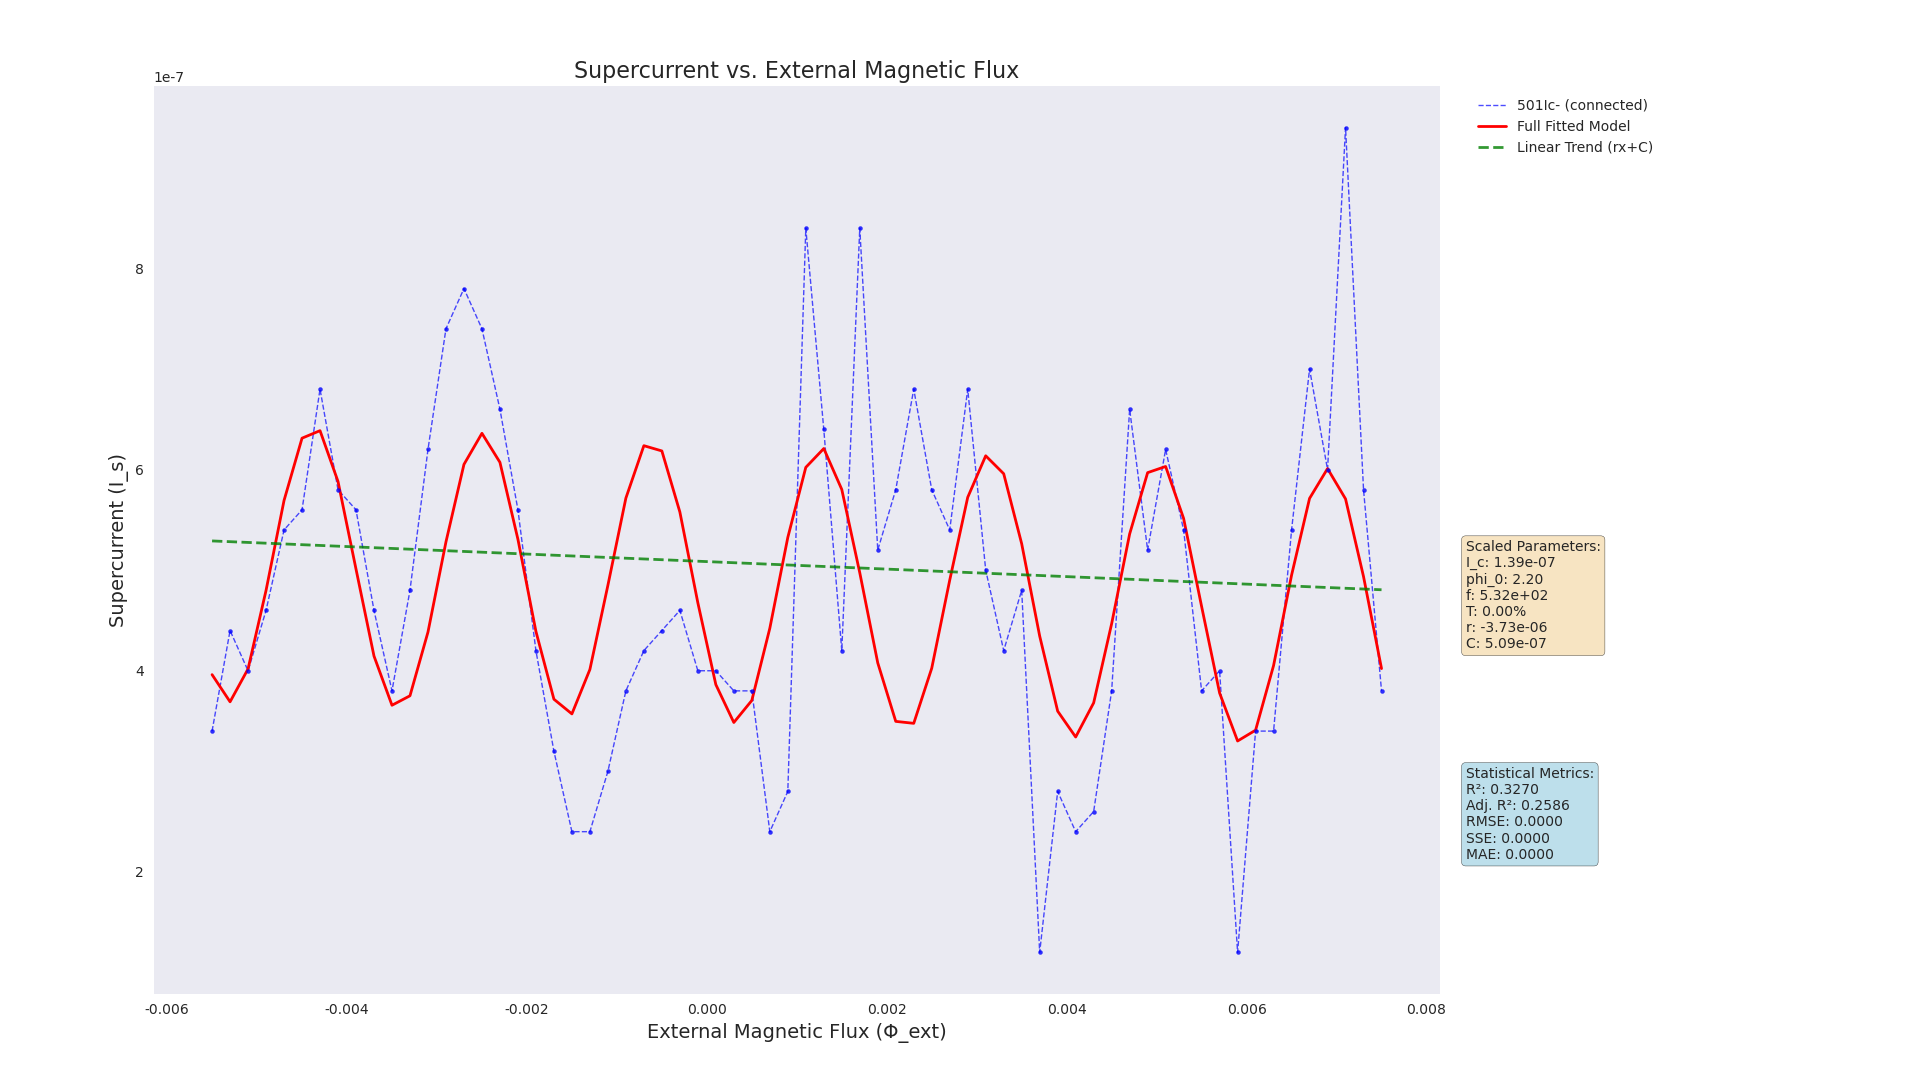 Supercurrent vs. External Magnetic Flux
1e-7
501Ic- (connected)
Full Fitted Model
Linear Trend (rx+C)
8
6
4
2
Supercurrent (I_s)
-0.006 -0.004 -0.002 0.000 0.002 0.004 0.006 0.008
External Magnetic Flux (Φ_ext)
Scaled Parameters:
I_c: 1.39e-07
phi_0: 2.20
f: 5.32e+02
T: 0.00%
r: -3.73e-06
C: 5.09e-07
Statistical Metrics:
R²: 0.3270
Adj. R²: 0.2586
RMSE: 0.0000
SSE: 0.0000
MAE: 0.0000